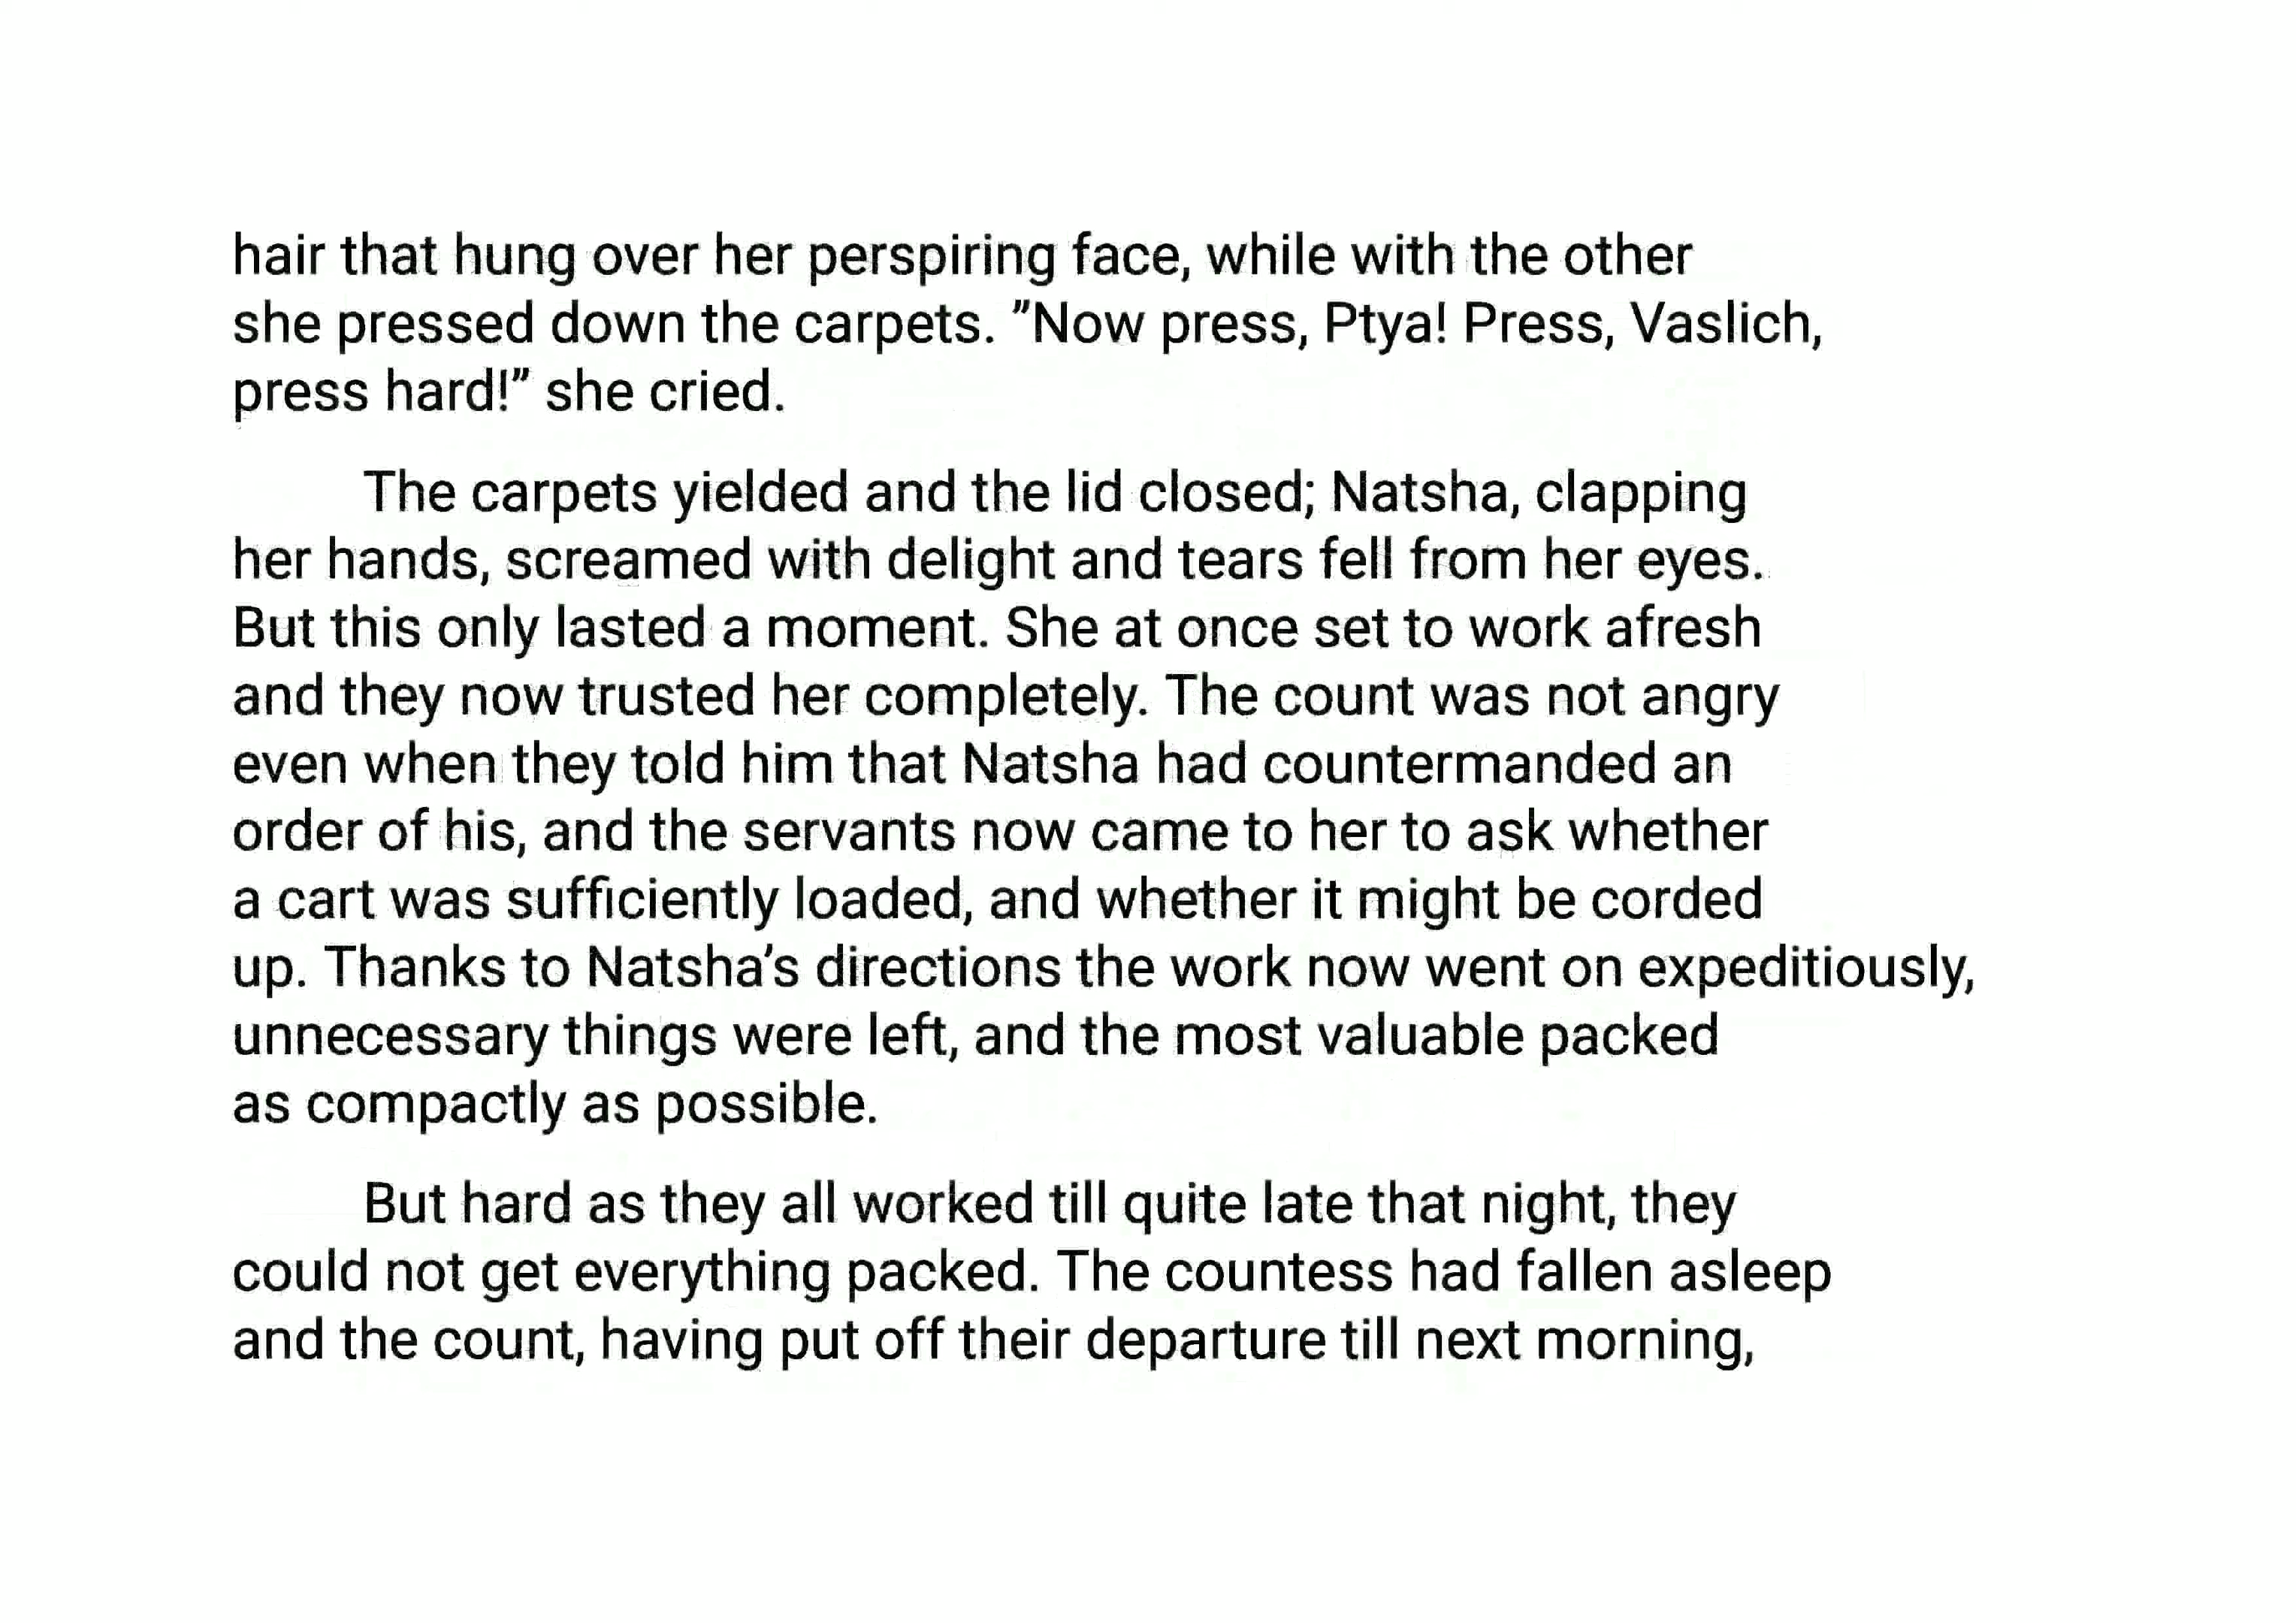 hair that hung over her perspiring face, while with the other
she pressed down the carpets. ”Now press, Ptya! Press, Vaslich,
press hard!” she cried.
The carpets yielded and the lid closed; Natsha, clapping
her hands, screamed with delight and tears fell from her eyes.
But this only lasted a moment. She at once set to work afresh
and they now trusted her completely. The count was not angry
even when they told him that Natsha had countermanded an
order of his, and the servants now came to her to ask whether
a cart was sufficiently loaded, and whether it might be corded
up. Thanks to Natsha’s directions the work now went on expeditiously,
unnecessary things were left, and the most valuable packed
as compactly as possible.
But hard as they all worked till quite late that night, they
could not get everything packed. The countess had fallen asleep
and the count, having put off their departure till next morning,